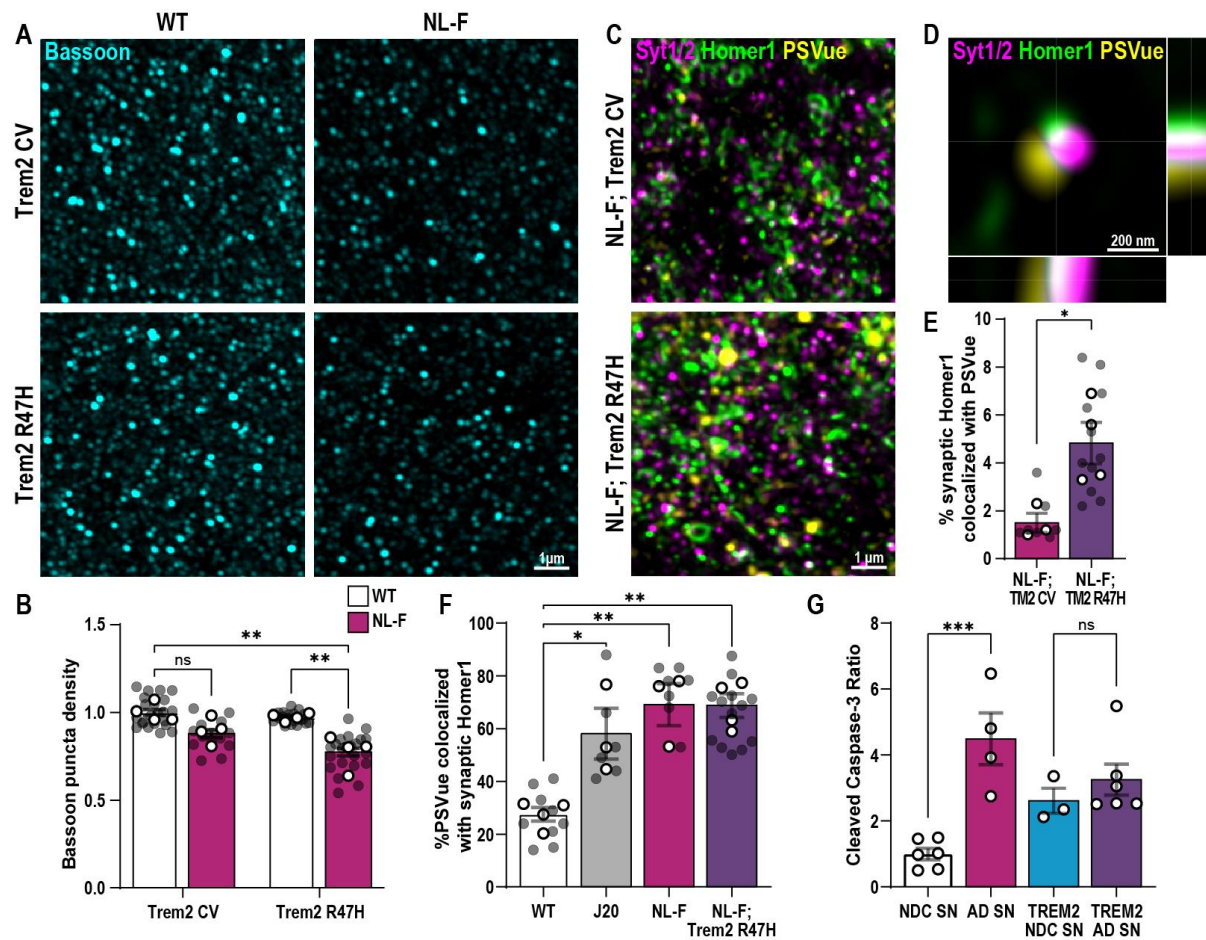 A
WT
NL-F
Bassoon
Trem2 CV
Trem2 R47H
1µm
C
Syt1/2 Homer1 PSVue
NL-F; Trem2 CV
NL-F; Trem2 R47H
1 µm
D
Syt1/2 Homer1 PSVue
200 nm
E
% synaptic Homer1
colocalized with PSVue
10
8
6
4
2
0
*
NL-F;
TM2 CV
NL-F;
TM2 R47H
B
WT
NL-F
Bassoon puncta density
1.5
1.0
0.5
0.0
**
ns
**
Trem2 CV
Trem2 R47H
F
%PSVue colocalized
with synaptic Homer1
100
80
60
40
20
0
**
**
*
WT
J20
NL-F
NL-F;
Trem2 R47H
G
Cleaved Caspase-3 Ratio
8
6
4
2
0
***
ns
NDC SN
AD SN
TREM2
NDC SN
TREM2
AD SN